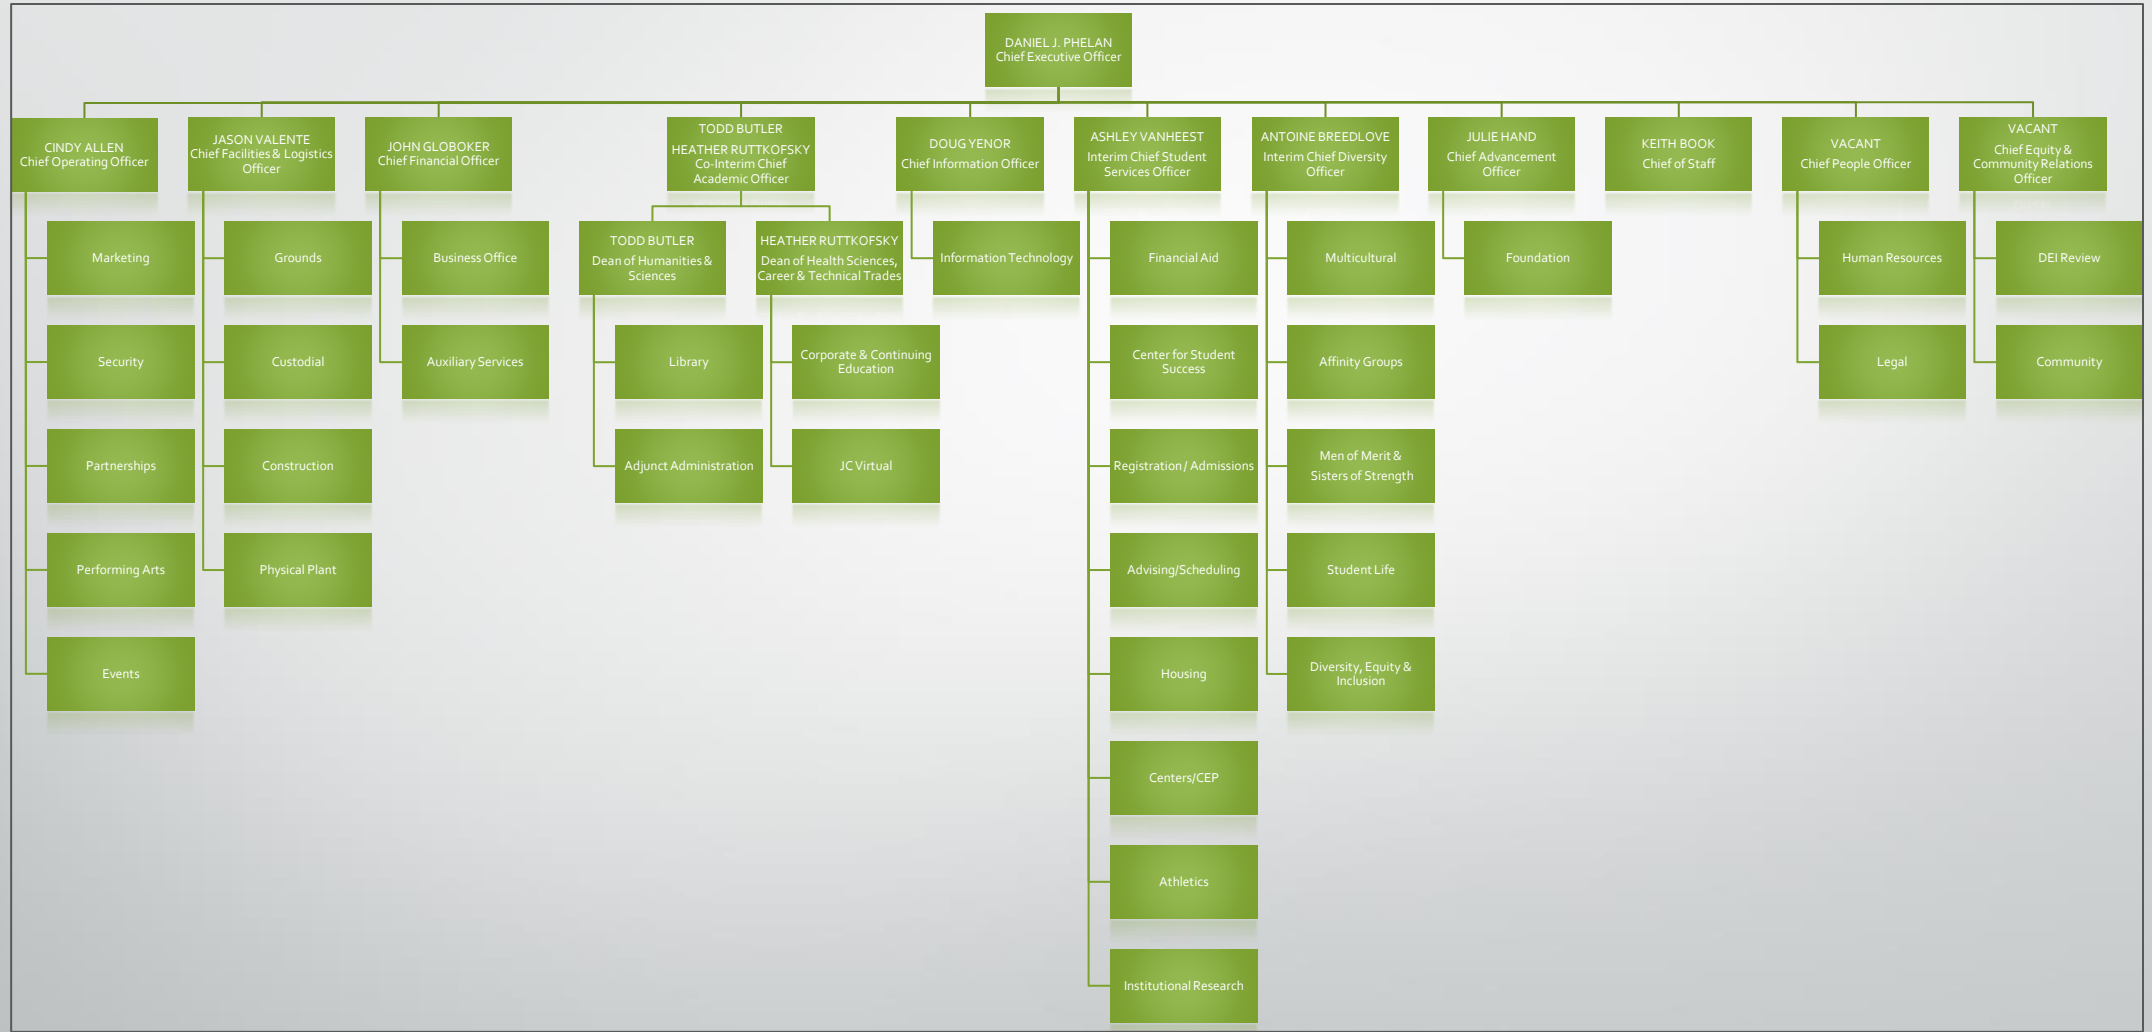 DANIEL J. PHELAN
Chief Executive Officer
CINDY ALLEN
Chief Operating Officer
JASON VALENTE
Chief Facilities & Logistics
Officer
JOHN GLOBOKER
Chief Financial Officer
TODD BUTLER
HEATHER RUTTKOFSKY
Co-Interim Chief
Academic Officer
DOUG YENOR
Chief Information Officer
ASHLEY VANHEEST
Interim Chief Student
Services Officer
ANTOINE BREEDLOVE
Interim Chief Diversity
Officer
JULIE HAND
Chief Advancement
Officer
KEITH BOOK
Chief of Staff
VACANT
Chief People Officer
VACANT
Chief Equity &
Community Relations
Officer
Marketing
Security
Partnerships
Performing Arts
Events
Grounds
Custodial
Construction
Physical Plant
Business Office
Auxiliary Services
TODD BUTLER
Dean of Humanities &
Sciences
Library
Adjunct Administration
HEATHER RUTTKOFSKY
Dean of Health Sciences,
Career & Technical Trades
Corporate & Continuing
Education
JC Virtual
Information Technology
Financial Aid
Center for Student
Success
Registration / Admissions
Advising/Scheduling
Housing
Centers/CEP
Athletics
Institutional Research
Multicultural
Affinity Groups
Men of Merit &
Sisters of Strength
Student Life
Diversity, Equity &
Inclusion
Foundation
Human Resources
Legal
DEI Review
Community